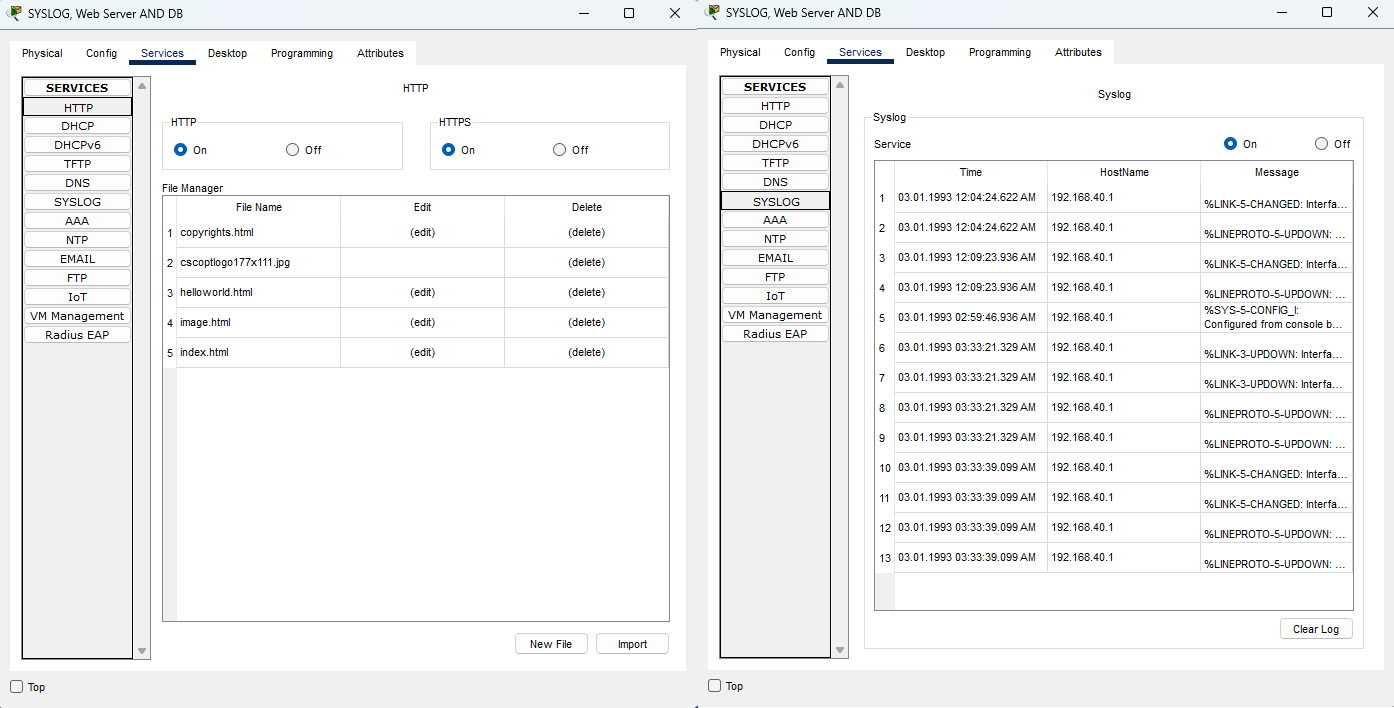 SYSLOG, Web Server AND DB
Physical Config Services Desktop Programming Attributes
SERVICES
HTTP
DHCP
DHCPv6
TFTP
DNS
SYSLOG
AAA
NTP
EMAIL
FTP
IoT
VM Management
Radius EAP
HTTP
HTTP
On Off
HTTPS
On Off
File Manager
File Name Edit Delete
1 copyrights.html (edit) (delete)
2 cscoptlogo177x111.jpg (delete)
3 helloworld.html (edit) (delete)
4 image.html (edit) (delete)
5 index.html (edit) (delete)
New File Import
Top
SYSLOG, Web Server AND DB
Physical Config Services Desktop Programming Attributes
SERVICES
HTTP
DHCP
DHCPv6
TFTP
DNS
SYSLOG
AAA
NTP
EMAIL
FTP
IoT
VM Management
Radius EAP
Syslog
Syslog
Service On Off
Time HostName Message
1 03.01.1993 12:04:24.622 AM 192.168.40.1 %LINK-5-CHANGED: Interfa...
2 03.01.1993 12:04:24.622 AM 192.168.40.1 %LINEPROTO-5-UPDOWN: ...
3 03.01.1993 12:09:23.936 AM 192.168.40.1 %LINK-5-CHANGED: Interfa...
4 03.01.1993 12:09:23.936 AM 192.168.40.1 %LINEPROTO-5-UPDOWN: ...
5 03.01.1993 02:59:46.936 AM 192.168.40.1 %SYS-5-CONFIG_I:
Configured from console b...
6 03.01.1993 03:33:21.329 AM 192.168.40.1 %LINK-3-UPDOWN: Interfa...
7 03.01.1993 03:33:21.329 AM 192.168.40.1 %LINK-3-UPDOWN: Interfa...
8 03.01.1993 03:33:21.329 AM 192.168.40.1 %LINEPROTO-5-UPDOWN: ...
9 03.01.1993 03:33:21.329 AM 192.168.40.1 %LINEPROTO-5-UPDOWN: ...
10 03.01.1993 03:33:39.099 AM 192.168.40.1 %LINK-5-CHANGED: Interfa...
11 03.01.1993 03:33:39.099 AM 192.168.40.1 %LINK-5-CHANGED: Interfa...
12 03.01.1993 03:33:39.099 AM 192.168.40.1 %LINEPROTO-5-UPDOWN: ...
13 03.01.1993 03:33:39.099 AM 192.168.40.1 %LINEPROTO-5-UPDOWN: ...
Clear Log
Top